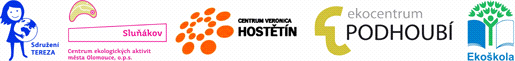 Sdružení
TEREZA
Sluňákov
Centrum ekologických aktivit
města Olomouce, o.p.s.
CENTRUM VERONICA
HOSTĚTÍN
ekocentrum
PODHOUBÍ
Ekoškola